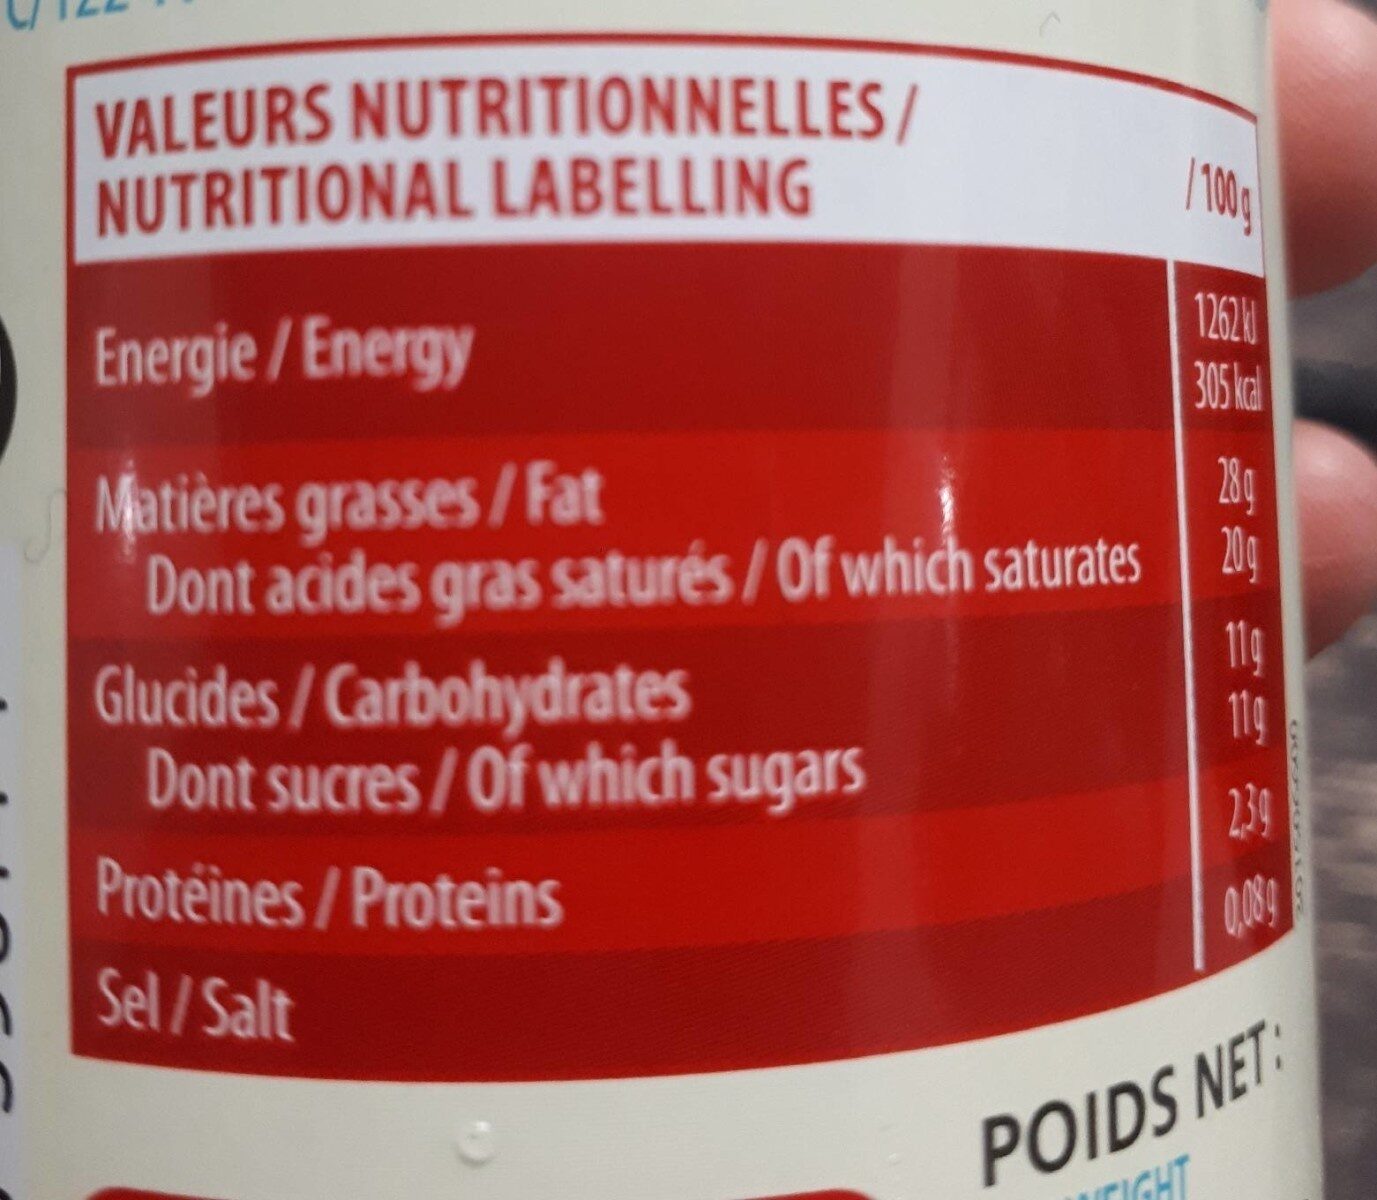 VALEURS NUTRITIONNELLES /
NUTRITIONAL LABELLING / 100 g
Energie / Energy 1262 kJ
305 kcal
Matières grasses / Fat 28 g
Dont acides gras saturés / Of which saturates 20 g
Glucides / Carbohydrates 11 g
Dont sucres / Of which sugars 11 g
Protéines / Proteins 2,3 g
Sel / Salt 0,08 g
POIDS NET :